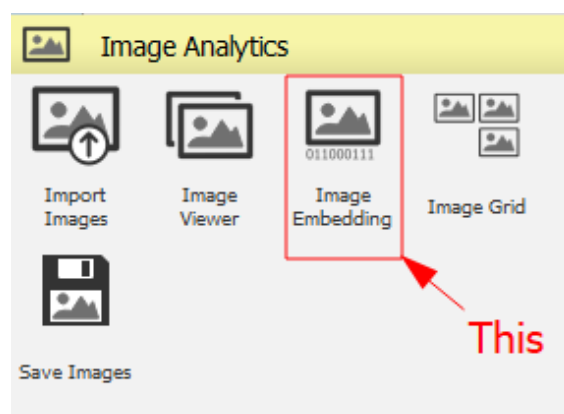 Image Analytics
011000111
Import
Images
Image
Viewer
Image
Embedding
Image Grid
This
Save Images